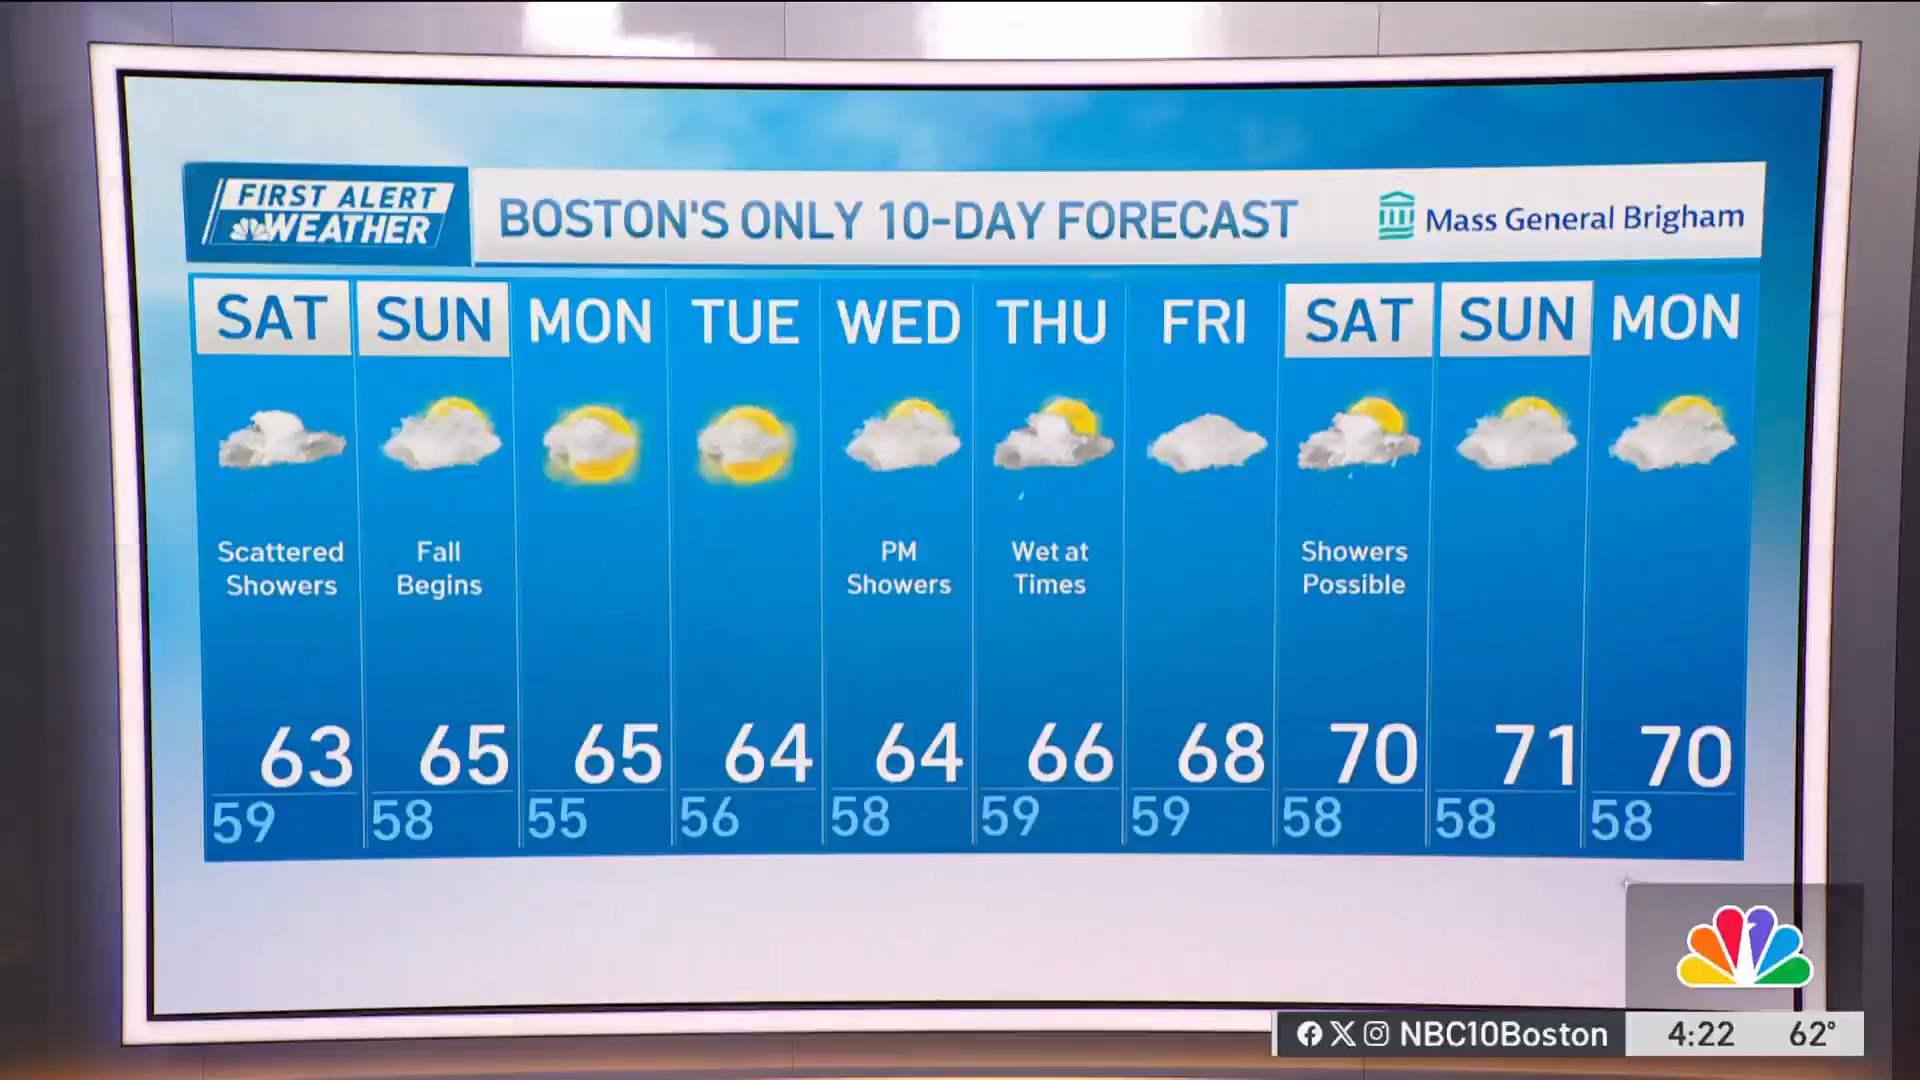 FIRST ALERT
WEATHER
BOSTON'S ONLY 10-DAY FORECAST
Mass General Brigham
SAT SUN MON TUE WED THU FRI SAT SUN MON
Scattered
Showers
Fall
Begins
PM
Showers
Wet at
Times
Showers
Possible
63 65 65 64 64 66 68 70 71 70
59 58 55 56 58 59 59 58 58 58
NBC10Boston 4:22 62°